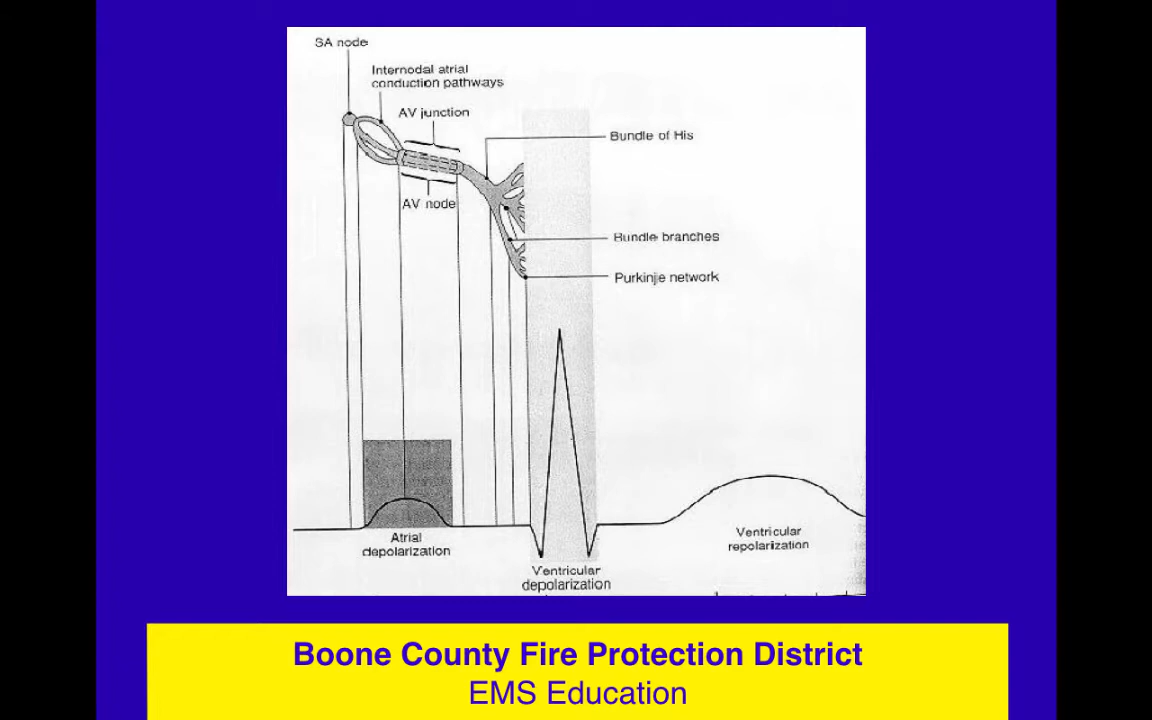 SA node
Internodal atrial
conduction pathways
AV junction
Bundle of His
AV node
Bundle branches
Purkinje network
Atrial
depolarization
Ventricular
depolarization
Ventricular
repolarization
Boone County Fire Protection District
EMS Education